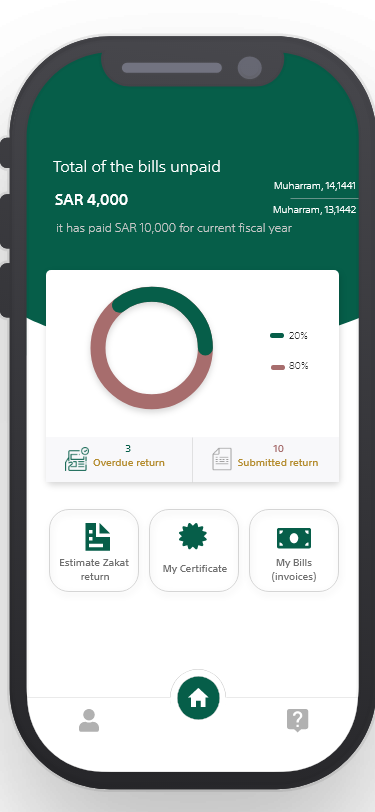 Total of the bills unpaid
Muharram, 14,1441
SAR 4,000
Muharram, 13,1442
it has paid SAR 10,000 for current fiscal year
20%
80%
3
Overdue return
10
Submitted return
Estimate Zakat
return
My Certificate
My Bills
(invoices)
?